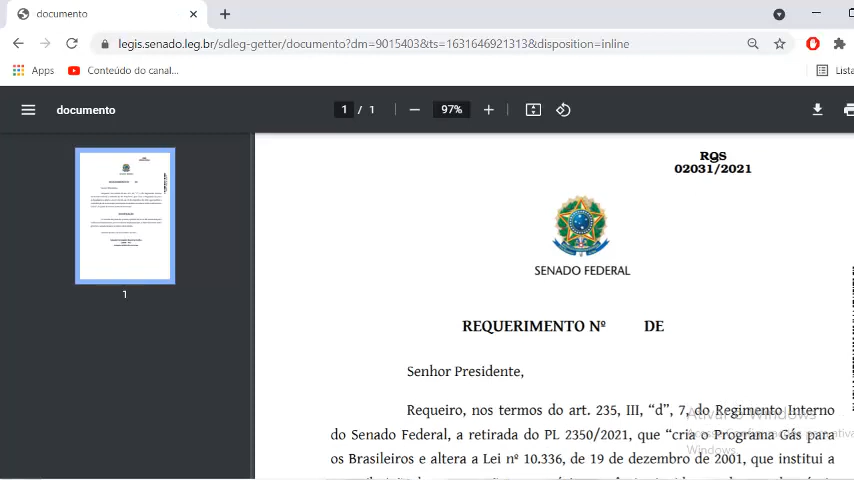 documento
legis.senado.leg.br/sdleg-getter/documento?dm=9015403&ts=1631646921313&disposition=inline
Apps
Conteúdo do canal...
Lista
documento
1 / 1
97%
1
RQS
02031/2021
SENADO FEDERAL
REQUERIMENTO Nº DE
Senhor Presidente,
Requeiro, nos termos do art. 235, III, “d”, 7, do Regimento Interno
do Senado Federal, a retirada do PL 2350/2021, que “cria o Programa Gás para
os Brasileiros e altera a Lei nº 10.336, de 19 de dezembro de 2001, que institui a
Ativar o Windows
Windows.